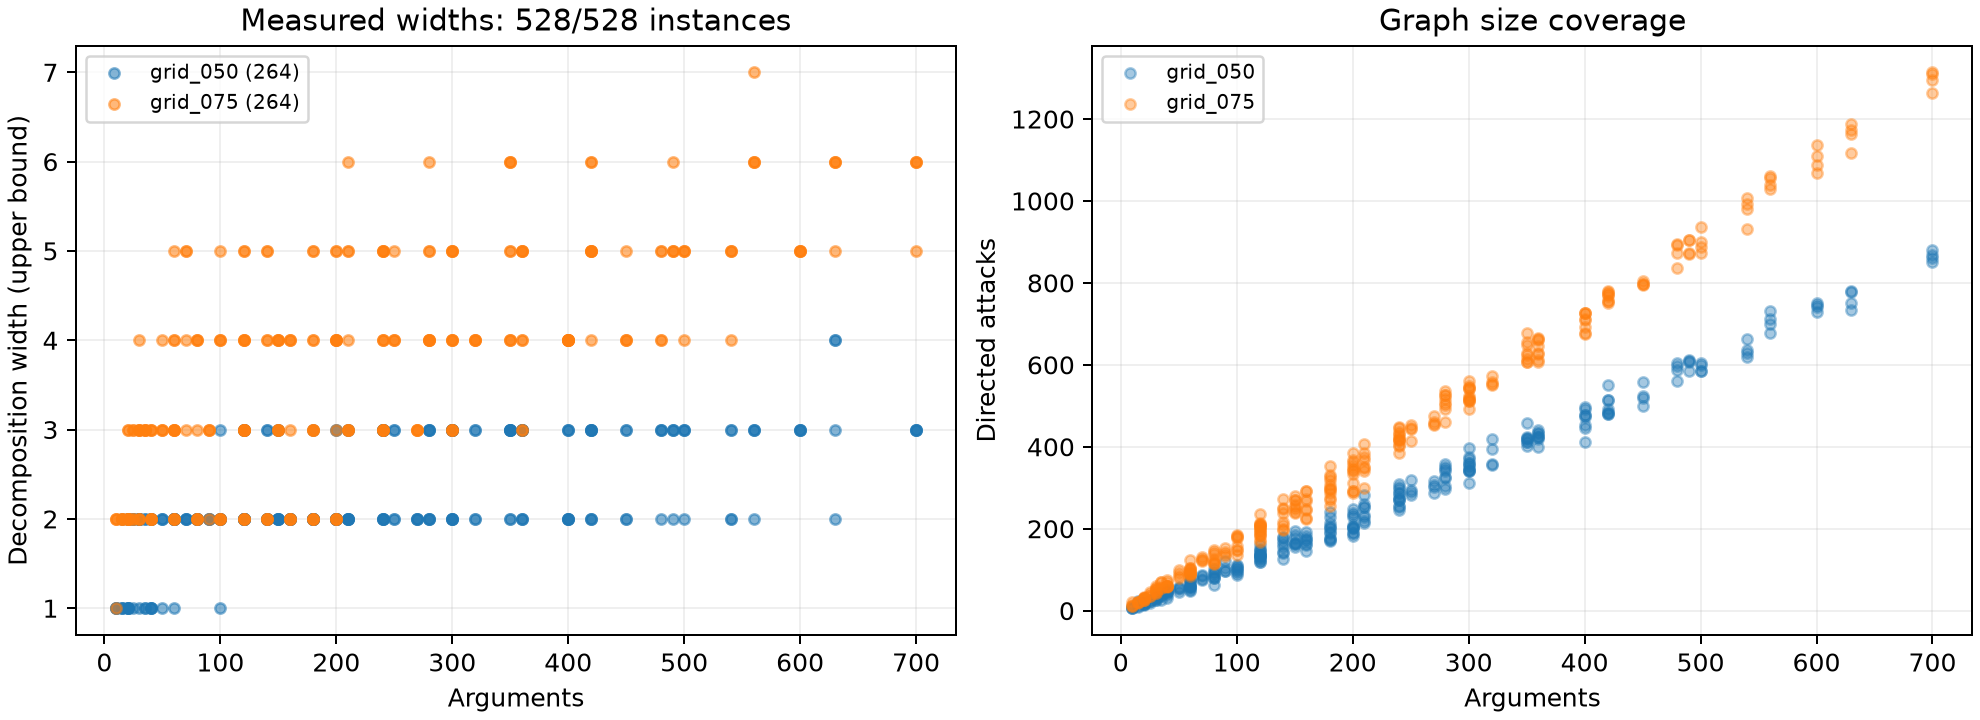 Measured widths: 528/528 instances
grid_050 (264)
grid_075 (264)
Decomposition width (upper bound)
7
6
5
4
3
2
1
0 100 200 300 400 500 600 700
Arguments
Graph size coverage
grid_050
grid_075
Directed attacks
1200
1000
800
600
400
200
0
0 100 200 300 400 500 600 700
Arguments